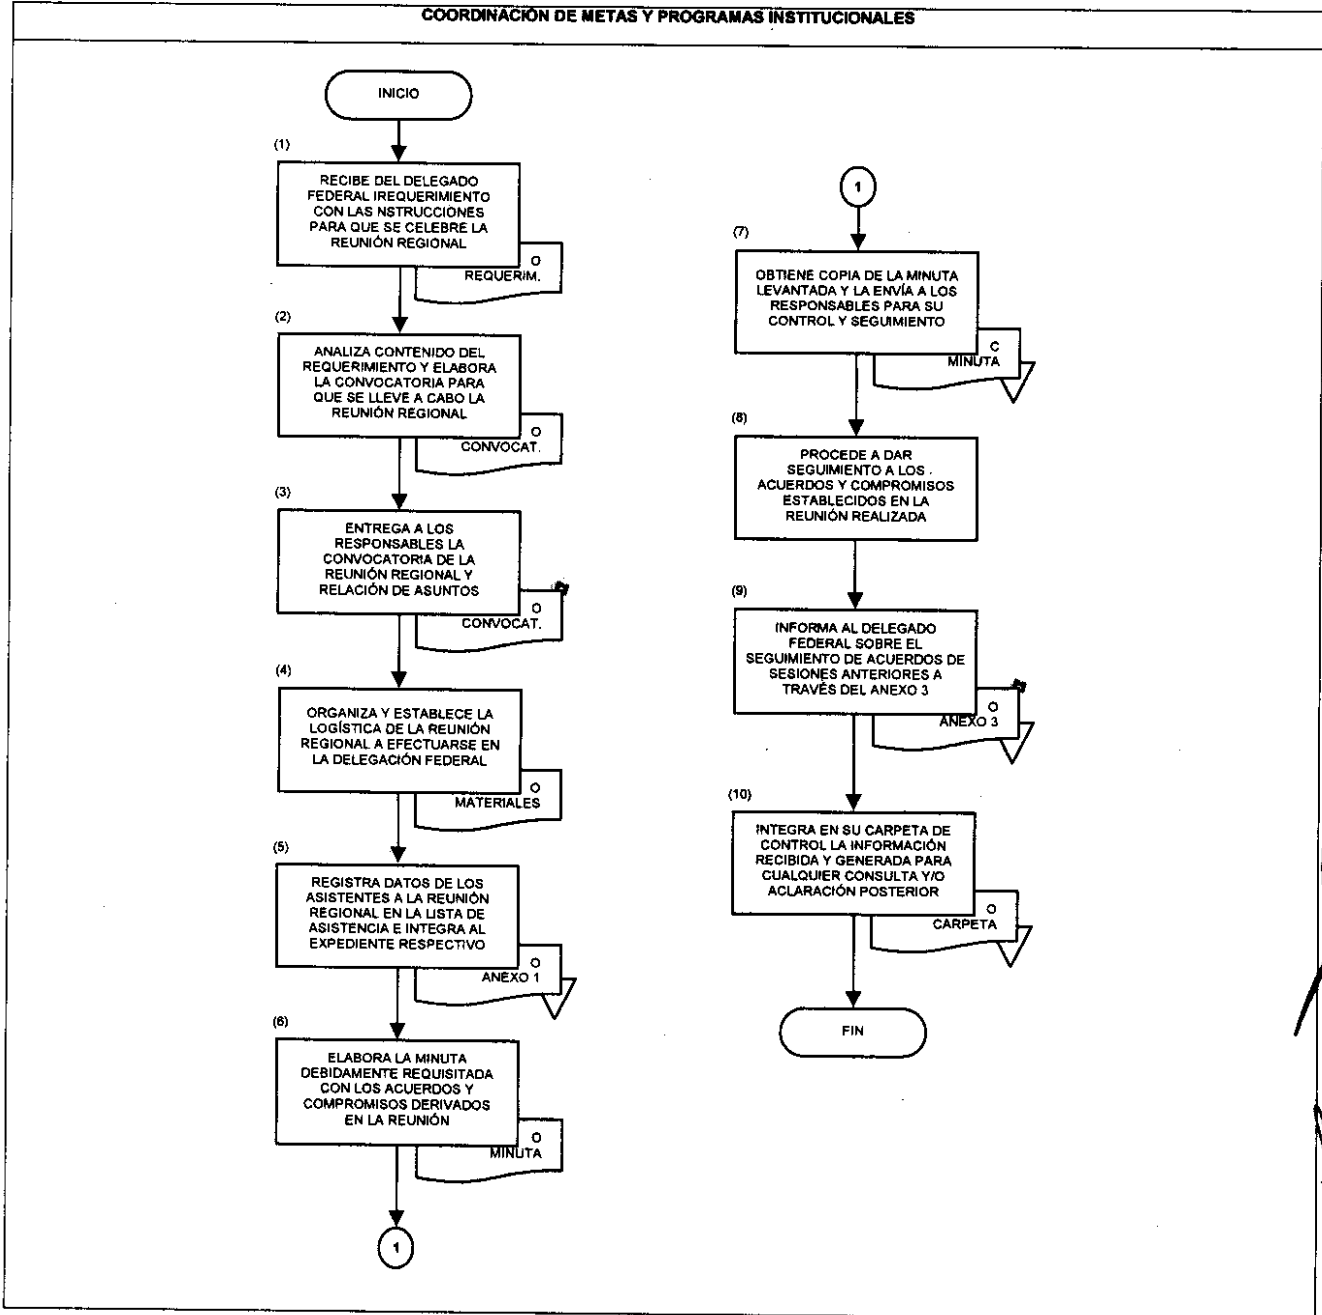 COORDINACIÓN DE METAS Y PROGRAMAS INSTITUCIONALES
INICIO
(1)
RECIBE DEL DELEGADO
FEDERAL IREQUERIMIENTO
CON LAS NSTRUCCIONES
PARA QUE SE CELEBRE LA
REUNIÓN REGIONAL
O
REQUERIM.
(2)
ANALIZA CONTENIDO DEL
REQUERIMIENTO Y ELABORA
LA CONVOCATORIA PARA
QUE SE LLEVE A CABO LA
REUNIÓN REGIONAL
O
CONVOCAT.
(3)
ENTREGA A LOS
RESPONSABLES LA
CONVOCATORIA DE LA
REUNIÓN REGIONAL Y
RELACIÓN DE ASUNTOS
O
CONVOCAT.
(4)
ORGANIZA Y ESTABLECE LA
LOGÍSTICA DE LA REUNIÓN
REGIONAL A EFECTUARSE EN
LA DELEGACIÓN FEDERAL
O
MATERIALES
(5)
REGISTRA DATOS DE LOS
ASISTENTES A LA REUNIÓN
REGIONAL EN LA LISTA DE
ASISTENCIA E INTEGRA AL
EXPEDIENTE RESPECTIVO
O
ANEXO 1
(6)
ELABORA LA MINUTA
DEBIDAMENTE REQUISITADA
CON LOS ACUERDOS Y
COMPROMISOS DERIVADOS
EN LA REUNIÓN
O
MINUTA
1
1
(7)
OBTIENE COPIA DE LA MINUTA
LEVANTADA Y LA ENVÍA A LOS
RESPONSABLES PARA SU
CONTROL Y SEGUIMIENTO
C
MINUTA
(8)
PROCEDE A DAR
SEGUIMIENTO A LOS
ACUERDOS Y COMPROMISOS
ESTABLECIDOS EN LA
REUNIÓN REALIZADA
(9)
INFORMA AL DELEGADO
FEDERAL SOBRE EL
SEGUIMIENTO DE ACUERDOS DE
SESIONES ANTERIORES A
TRAVÉS DEL ANEXO 3
O
ANEXO 3
(10)
INTEGRA EN SU CARPETA DE
CONTROL LA INFORMACIÓN
RECIBIDA Y GENERADA PARA
CUALQUIER CONSULTA Y/O
ACLARACIÓN POSTERIOR
O
CARPETA
FIN